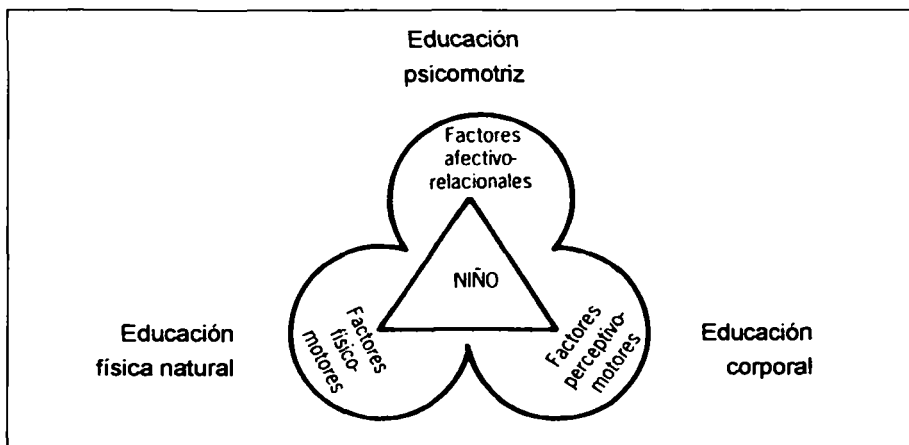 Educación
psicomotriz
Factores
afectivo-
relacionales
NIÑO
Factores
físico-
motores
Factores
perceptivo-
motores
Educación
física natural
Educación
corporal